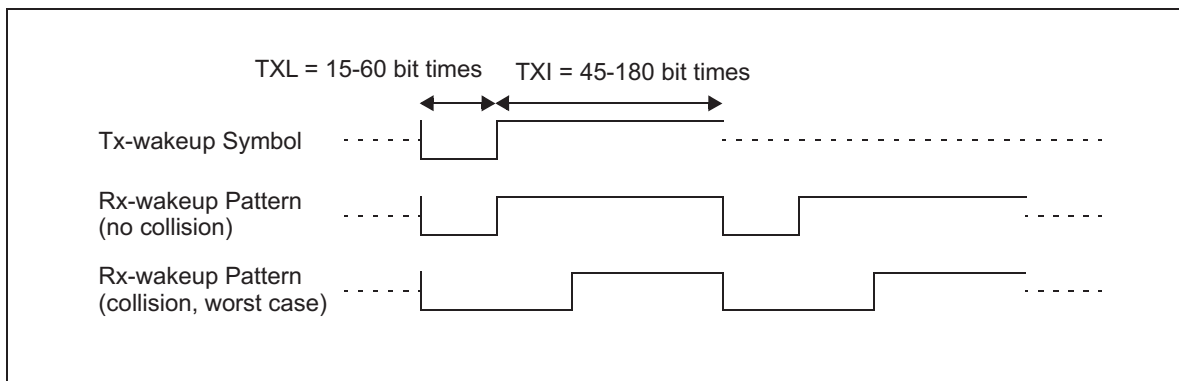 TXL = 15-60 bit times
TXI = 45-180 bit times
Tx-wakeup Symbol
Rx-wakeup Pattern
(no collision)
Rx-wakeup Pattern
(collision, worst case)